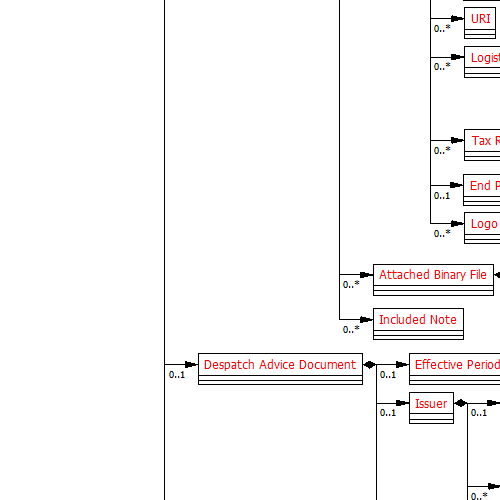 URI
0..*
Logist
0..*
Tax R
0..*
End P
0..1
Logo
0..*
Attached Binary File
0..*
Included Note
0..*
Despatch Advice Document
Effective Period
0..1
0..1
Issuer
0..1
0..1
0..*